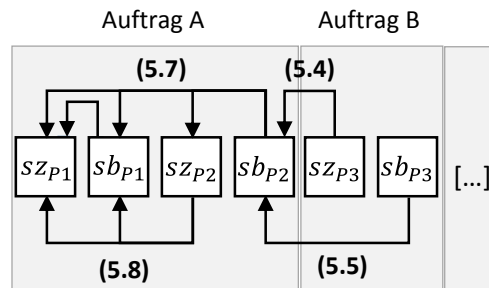 Auftrag A Auftrag B
(5.7) (5.4)
sz_{P1} sb_{P1} sz_{P2} sb_{P2} sz_{P3} sb_{P3} [...]
(5.8) (5.5)